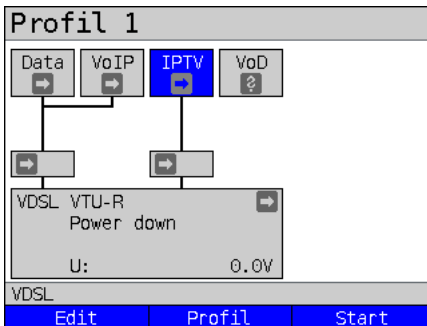 Profil 1
Data VoIP IPTV VoD
VDSL VTU-R
Power down
U: 0.0V
VDSL
Edit Profil Start